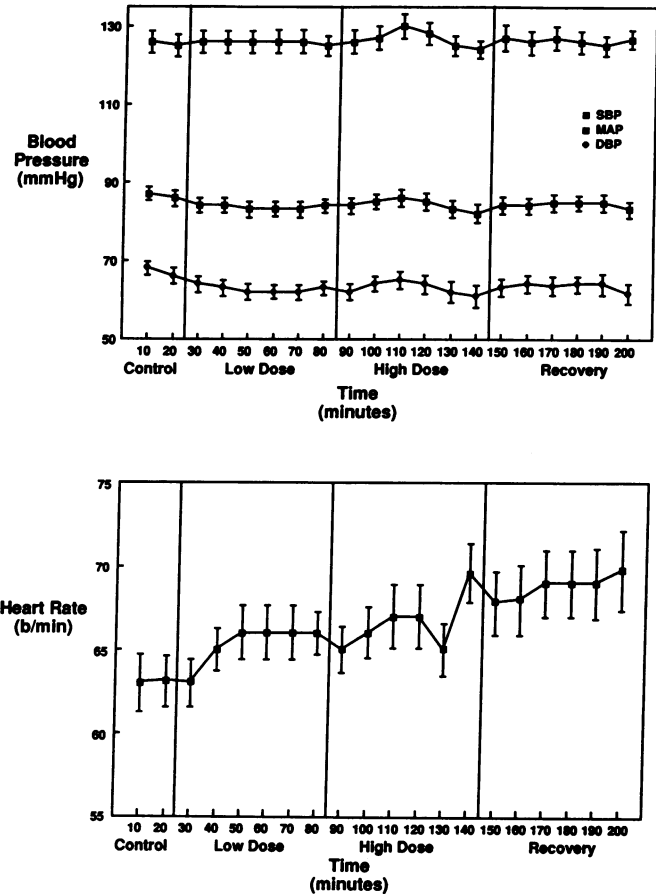 130
110
90
70
50
Blood
Pressure
(mmHg)
SBP
MAP
DBP
10 20 30 40 50 60 70 80 90 100 110 120 130 140 150 160 170 180 190 200
Control Low Dose High Dose Recovery
Time
(minutes)
75
70
65
60
55
Heart Rate
(b/min)
10 20 30 40 50 60 70 80 90 100 110 120 130 140 150 160 170 180 190 200
Control Low Dose High Dose Recovery
Time
(minutes)